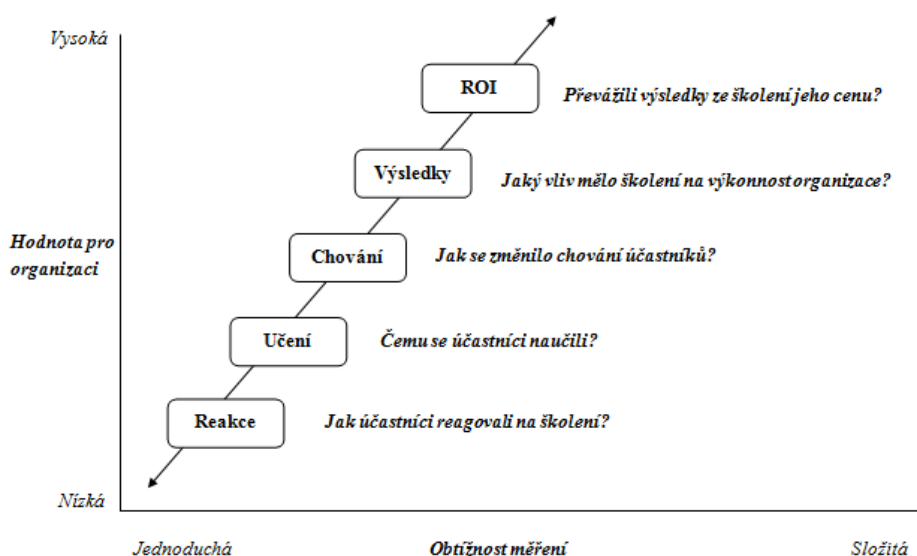 Vysoká
ROI
Převážili výsledky ze školení jeho cenu?
Výsledky
Jaký vliv mělo školení na výkonnost organizace?
Hodnota pro
organizaci
Chování
Jak se změnilo chování účastníků?
Učení
Čemu se účastníci naučili?
Reakce
Jak účastníci reagovali na školení?
Nízká
Jednoduchá
Obtížnost měření
Složitá